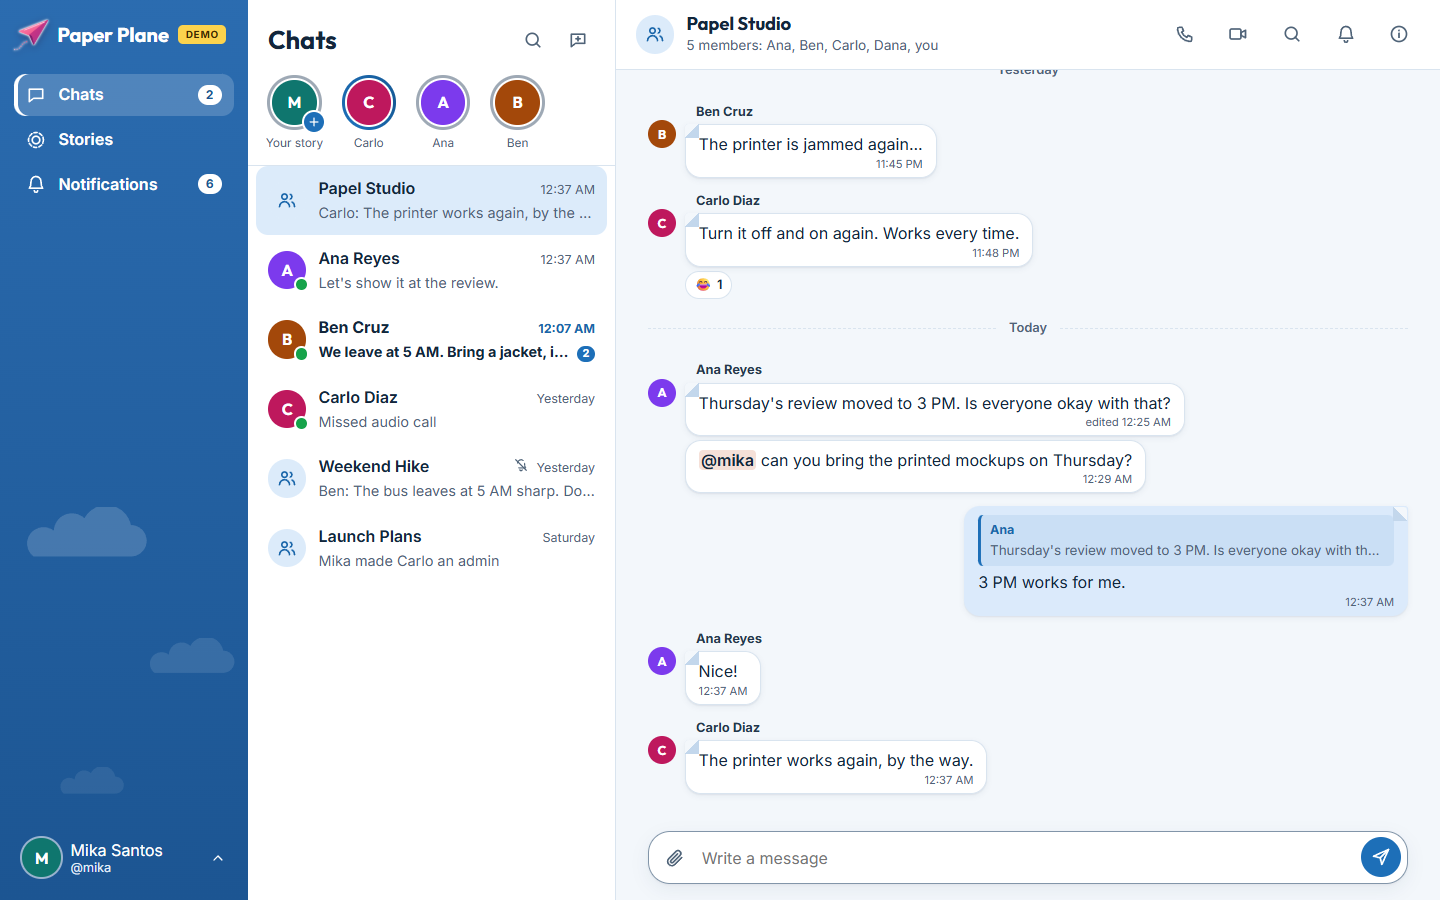 Paper Plane DEMO
Chats 2
Stories
Notifications 6
M
Mika Santos
@mika
Chats
M
C
A
B
Your story
Carlo
Ana
Ben
Papel Studio 12:37 AM
Carlo: The printer works again, by the ...
A
Ana Reyes 12:37 AM
Let's show it at the review.
B
Ben Cruz 12:07 AM
We leave at 5 AM. Bring a jacket, i... 2
C
Carlo Diaz Yesterday
Missed audio call
Weekend Hike Yesterday
Ben: The bus leaves at 5 AM sharp. Do...
Launch Plans Saturday
Mika made Carlo an admin
Papel Studio
5 members: Ana, Ben, Carlo, Dana, you
Yesterday
Ben Cruz
B
The printer is jammed again...
11:45 PM
Carlo Diaz
C
Turn it off and on again. Works every time.
11:48 PM
😂 1
Today
Ana Reyes
A
Thursday's review moved to 3 PM. Is everyone okay with that?
edited 12:25 AM
@mika can you bring the printed mockups on Thursday?
12:29 AM
Ana
Thursday's review moved to 3 PM. Is everyone okay with th...
3 PM works for me.
12:37 AM
Ana Reyes
A
Nice!
12:37 AM
Carlo Diaz
C
The printer works again, by the way.
12:37 AM
Write a message